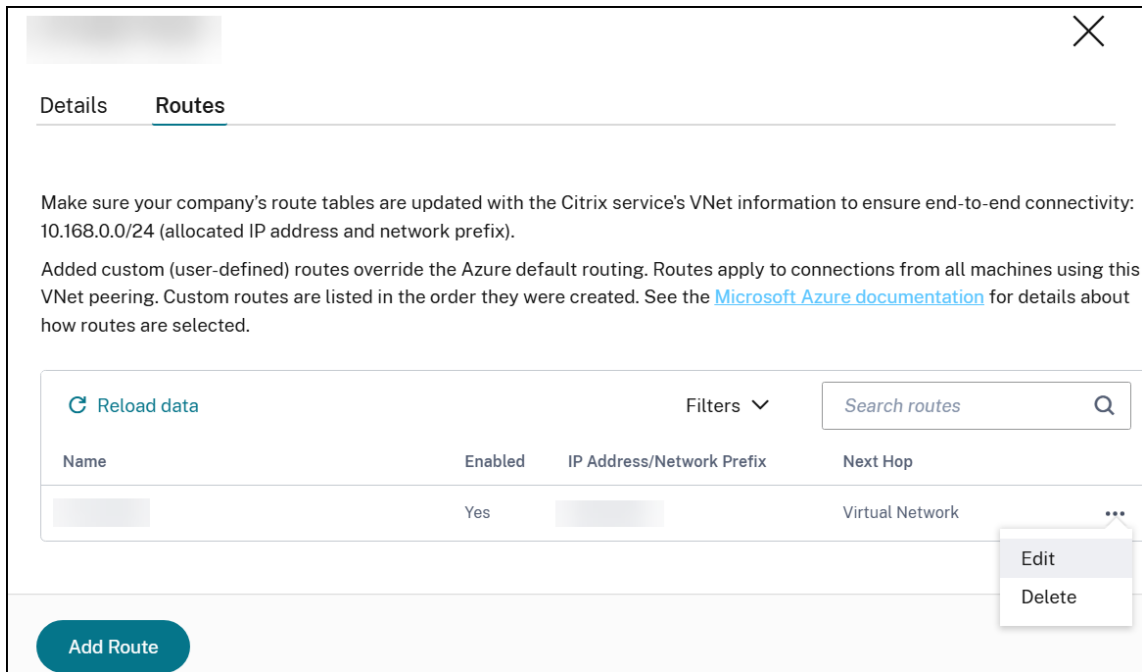 Details Routes
Make sure your company’s route tables are updated with the Citrix service's VNet information to ensure end-to-end connectivity:
10.168.0.0/24 (allocated IP address and network prefix).
Added custom (user-defined) routes override the Azure default routing. Routes apply to connections from all machines using this
VNet peering. Custom routes are listed in the order they were created. See the Microsoft Azure documentation for details about
how routes are selected.
Reload data Filters Search routes
Name Enabled IP Address/Network Prefix Next Hop
Yes Virtual Network
Edit
Delete
Add Route